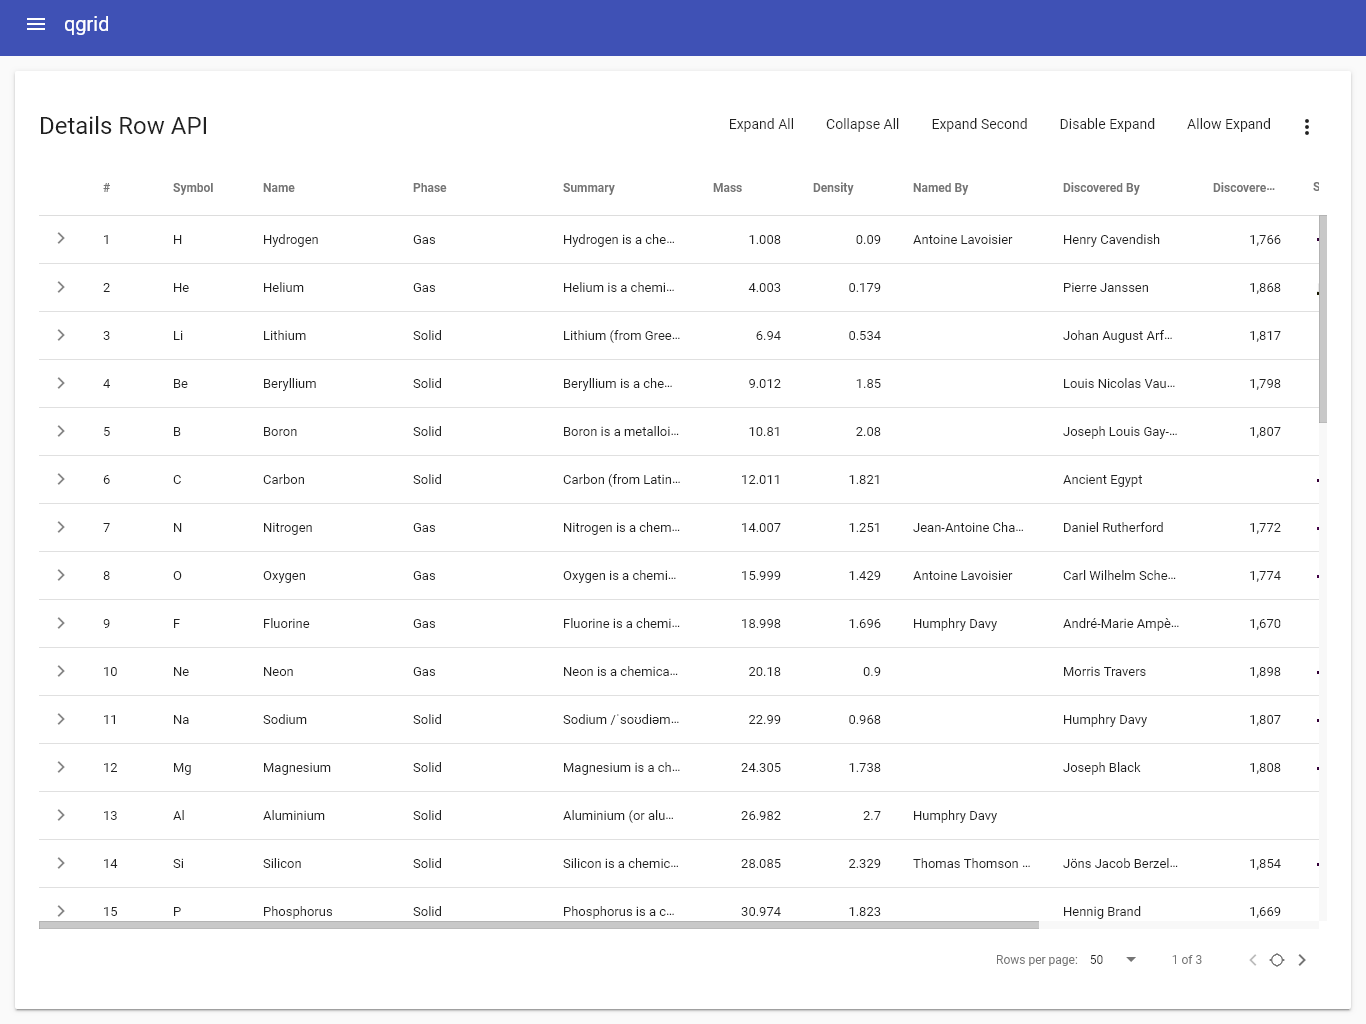 qgrid
Details Row API Expand All Collapse All Expand Second Disable Expand Allow Expand
# Symbol Name Phase Summary Mass Density Named By Discovered By Discovere… S
1 H Hydrogen Gas Hydrogen is a che… 1.008 0.09 Antoine Lavoisier Henry Cavendish 1,766
2 He Helium Gas Helium is a chemi… 4.003 0.179 Pierre Janssen 1,868
3 Li Lithium Solid Lithium (from Gree… 6.94 0.534 Johan August Arf… 1,817
4 Be Beryllium Solid Beryllium is a che… 9.012 1.85 Louis Nicolas Vau… 1,798
5 B Boron Solid Boron is a metalloi… 10.81 2.08 Joseph Louis Gay-… 1,807
6 C Carbon Solid Carbon (from Latin… 12.011 1.821 Ancient Egypt
7 N Nitrogen Gas Nitrogen is a chem… 14.007 1.251 Jean-Antoine Cha… Daniel Rutherford 1,772
8 O Oxygen Gas Oxygen is a chemi… 15.999 1.429 Antoine Lavoisier Carl Wilhelm Sche… 1,774
9 F Fluorine Gas Fluorine is a chemi… 18.998 1.696 Humphry Davy André-Marie Ampè… 1,670
10 Ne Neon Gas Neon is a chemica… 20.18 0.9 Morris Travers 1,898
11 Na Sodium Solid Sodium /ˈsoʊdiəm… 22.99 0.968 Humphry Davy 1,807
12 Mg Magnesium Solid Magnesium is a ch… 24.305 1.738 Joseph Black 1,808
13 Al Aluminium Solid Aluminium (or alu… 26.982 2.7 Humphry Davy
14 Si Silicon Solid Silicon is a chemic… 28.085 2.329 Thomas Thomson … Jöns Jacob Berzel… 1,854
15 P Phosphorus Solid Phosphorus is a c… 30.974 1.823 Hennig Brand 1,669
Rows per page: 50 1 of 3